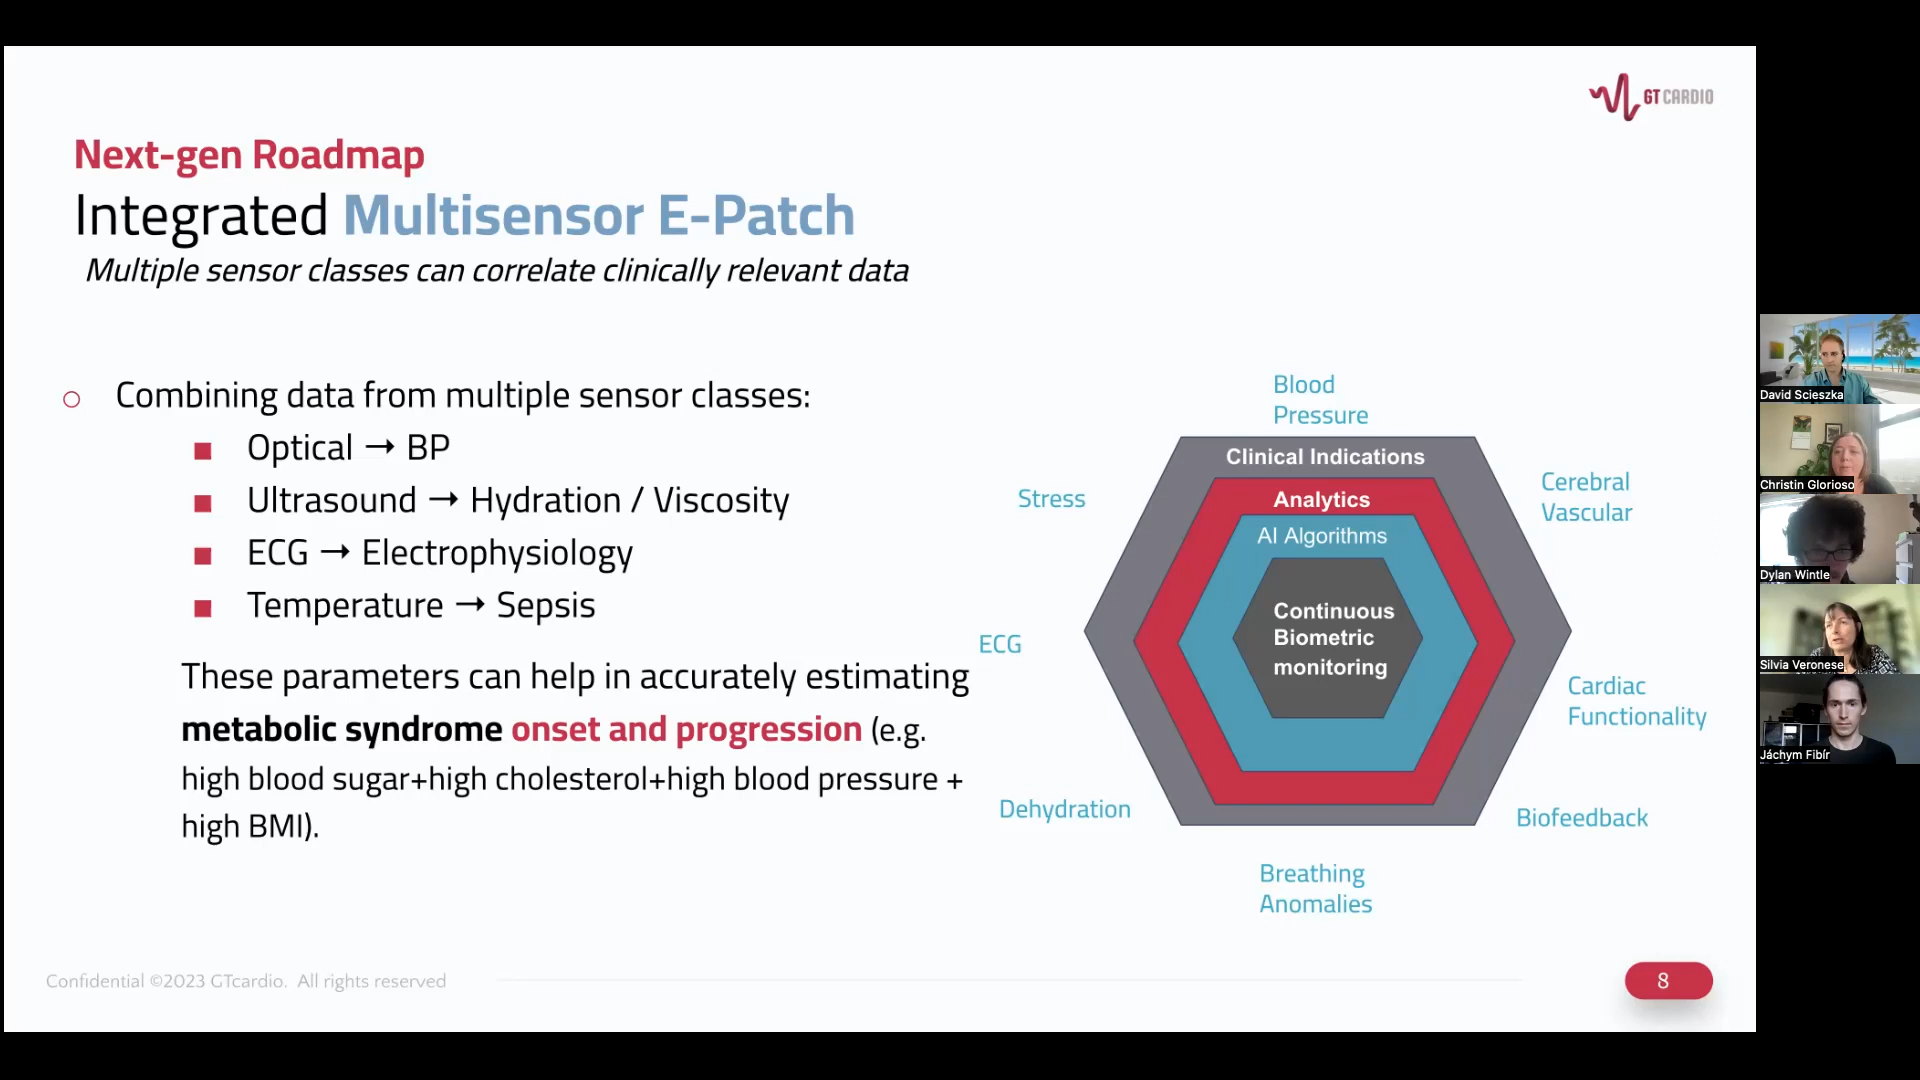 GT CARDIO
Next-gen Roadmap
Integrated Multisensor E-Patch
Multiple sensor classes can correlate clinically relevant data
Combining data from multiple sensor classes:
Optical → BP
Ultrasound → Hydration / Viscosity
ECG → Electrophysiology
Temperature → Sepsis
These parameters can help in accurately estimating
metabolic syndrome onset and progression (e.g.
high blood sugar+high cholesterol+high blood pressure +
high BMI).
Blood
Pressure
Clinical Indications
Analytics
AI Algorithms
Continuous
Biometric
monitoring
Stress
Cerebral
Vascular
ECG
Cardiac
Functionality
Dehydration
Biofeedback
Breathing
Anomalies
Confidential ©2023 GTcardio. All rights reserved
8
David Scieszka
Christin Glorioso
Dylan Wintle
Silvia Veronese
Jáchym Fibír